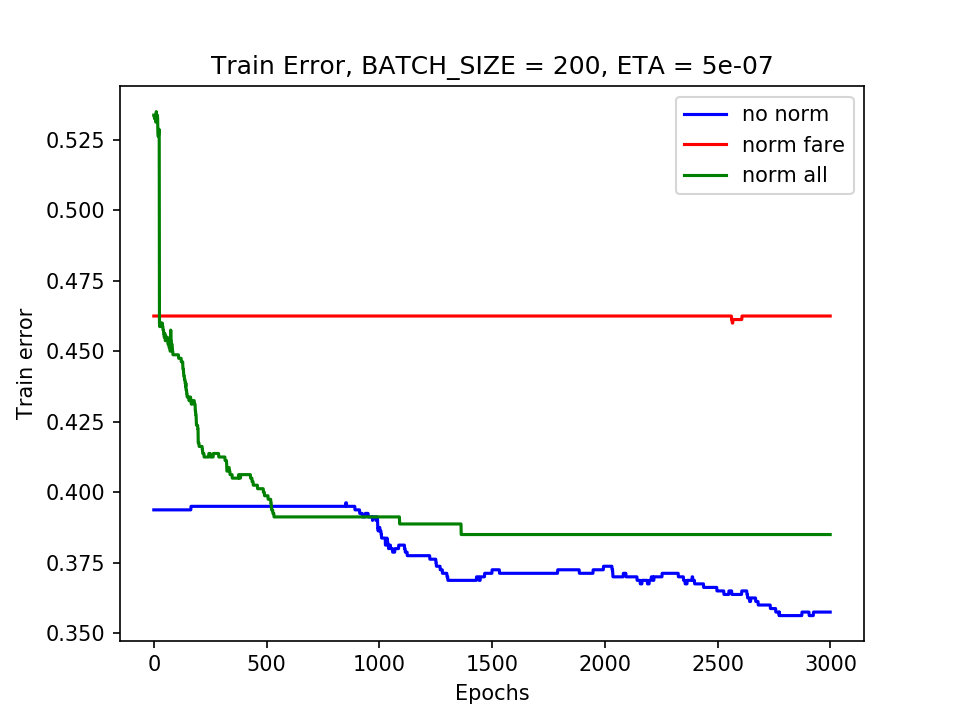 Train Error, BATCH_SIZE = 200, ETA = 5e-07
no norm
norm fare
norm all
Train error
0.525
0.500
0.475
0.450
0.425
0.400
0.375
0.350
0 500 1000 1500 2000 2500 3000
Epochs